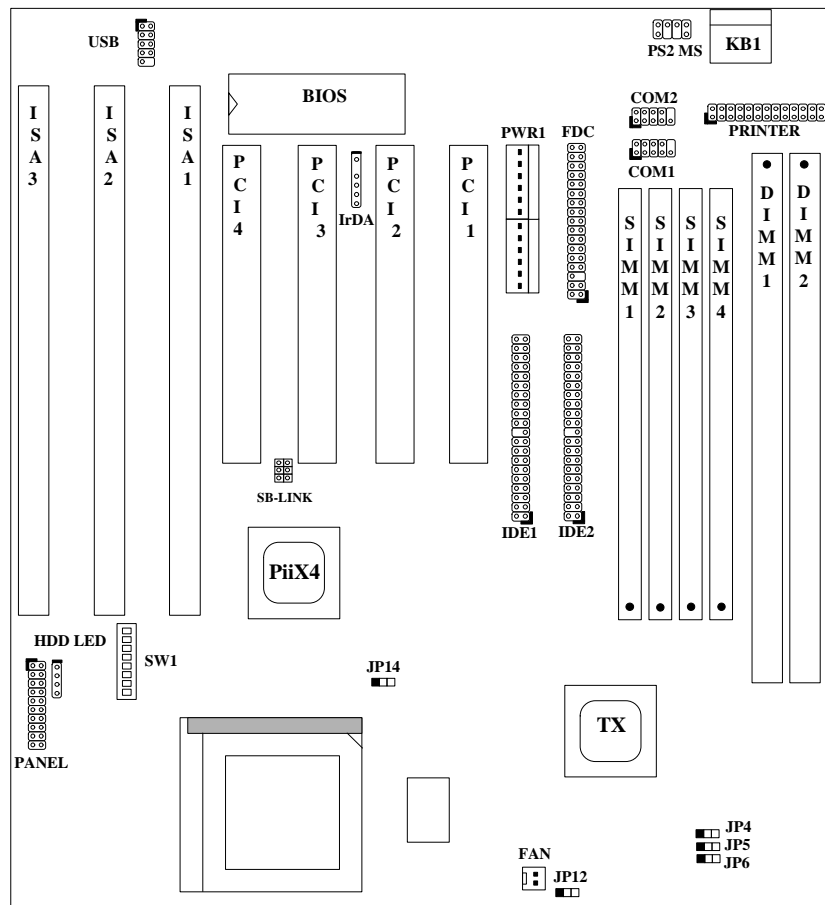 USB
PS2 MS
KB1
BIOS
COM2
PRINTER
COM1
PWR1
FDC
ISA3
ISA2
ISA1
PCI4
PCI3
IrDA
PCI2
PCI1
SIMM1
SIMM2
SIMM3
SIMM4
DIMM1
DIMM2
SB-LINK
IDE1
IDE2
PiiX4
HDD LED
SW1
JP14
PANEL
TX
JP4
JP5
JP6
FAN
JP12